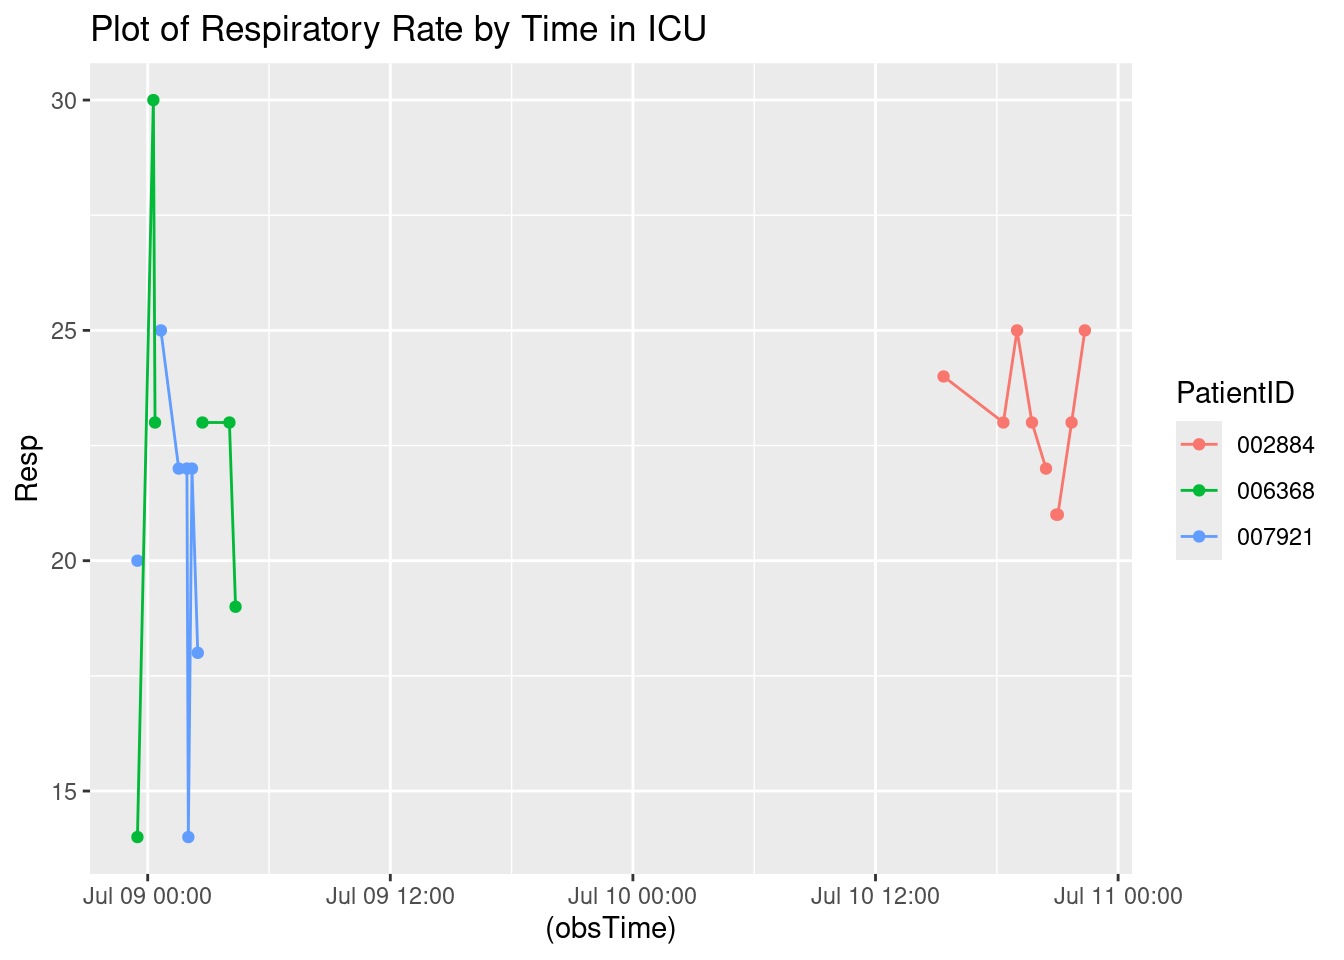 Plot of Respiratory Rate by Time in ICU
30
25
20
15
Resp
Jul 09 00:00
Jul 09 12:00
Jul 10 00:00
Jul 10 12:00
Jul 11 00:00
(obsTime)
PatientID
002884
006368
007921